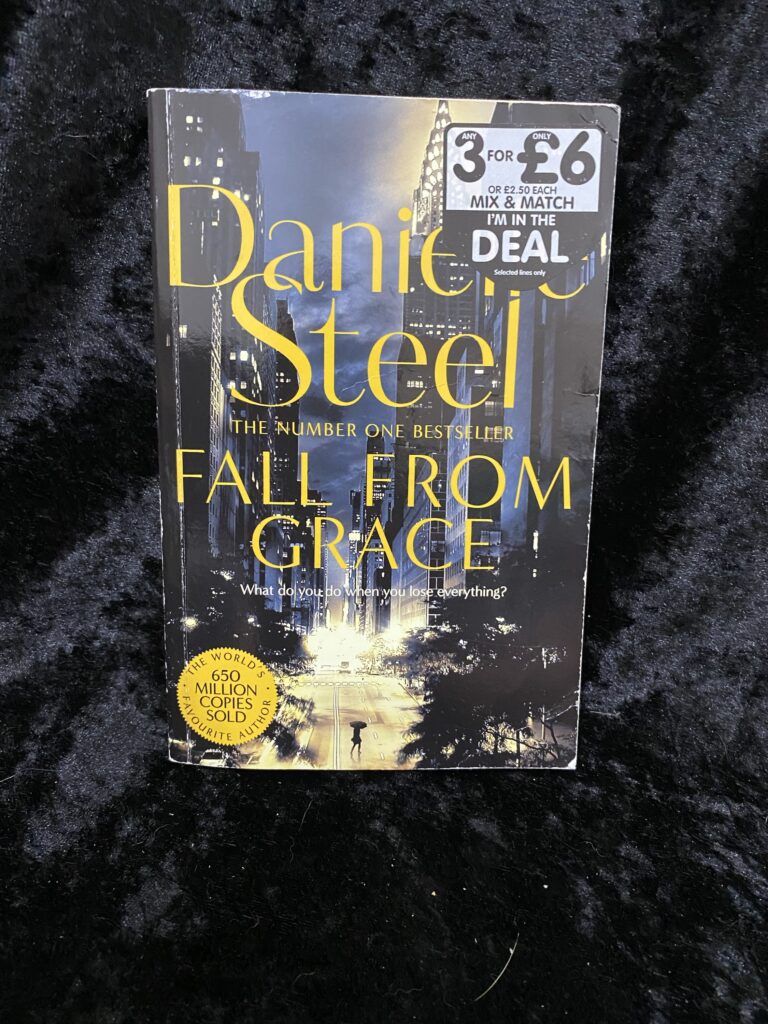 ANY ONLY
3 FOR £6
OR £2.50 EACH
MIX & MATCH
I'M IN THE
DEAL
Selected lines only
Danielle
Steel
THE NUMBER ONE BESTSELLER
FALL FROM
GRACE
What do you do when you lose everything?
THE WORLD'S
650
MILLION
COPIES
SOLD
FAVOURITE AUTHOR